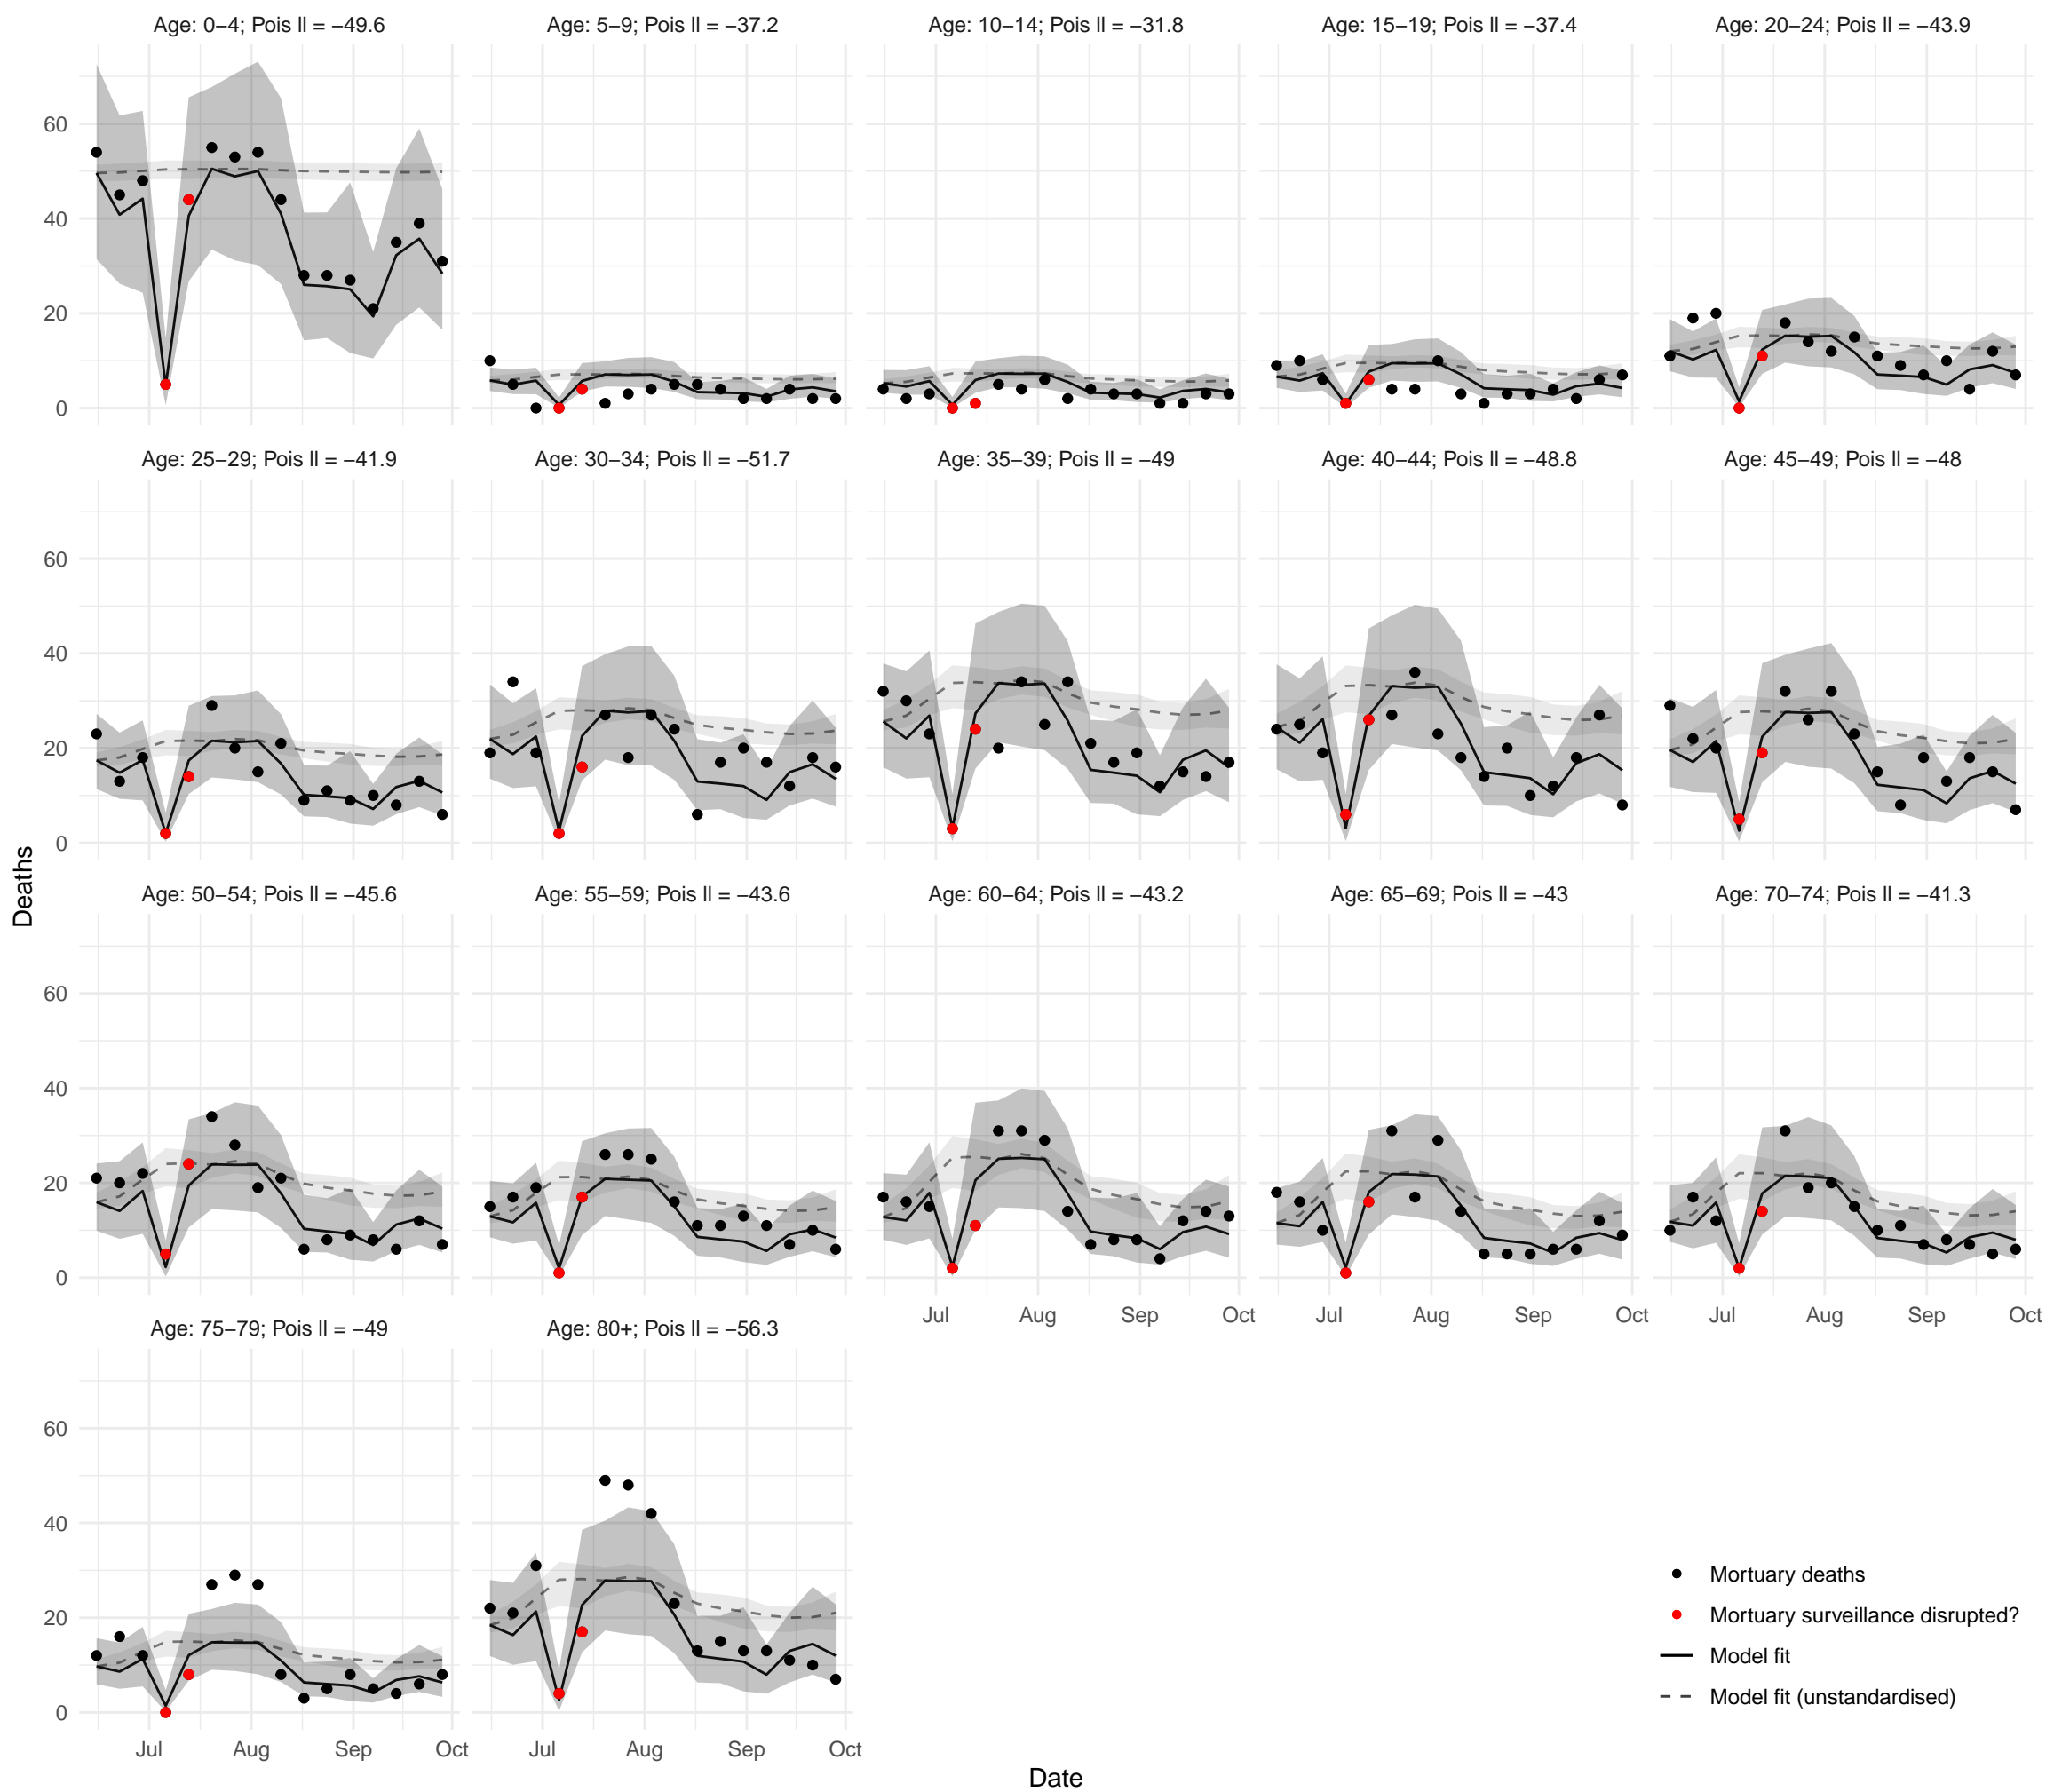 Age: 0−4; Pois ll = −49.6
Age: 5−9; Pois ll = −37.2
Age: 10−14; Pois ll = −31.8
Age: 15−19; Pois ll = −37.4
Age: 20−24; Pois ll = −43.9
60
40
20
0
Age: 25−29; Pois ll = −41.9
Age: 30−34; Pois ll = −51.7
Age: 35−39; Pois ll = −49
Age: 40−44; Pois ll = −48.8
Age: 45−49; Pois ll = −48
60
40
20
0
Deaths
Age: 50−54; Pois ll = −45.6
Age: 55−59; Pois ll = −43.6
Age: 60−64; Pois ll = −43.2
Age: 65−69; Pois ll = −43
Age: 70−74; Pois ll = −41.3
60
40
20
0
Jul Aug Sep Oct
Jul Aug Sep Oct
Jul Aug Sep Oct
Age: 75−79; Pois ll = −49
Age: 80+; Pois ll = −56.3
60
40
20
0
Jul Aug Sep Oct
Jul Aug Sep Oct
Mortuary deaths
Mortuary surveillance disrupted?
Model fit
Model fit (unstandardised)
Date